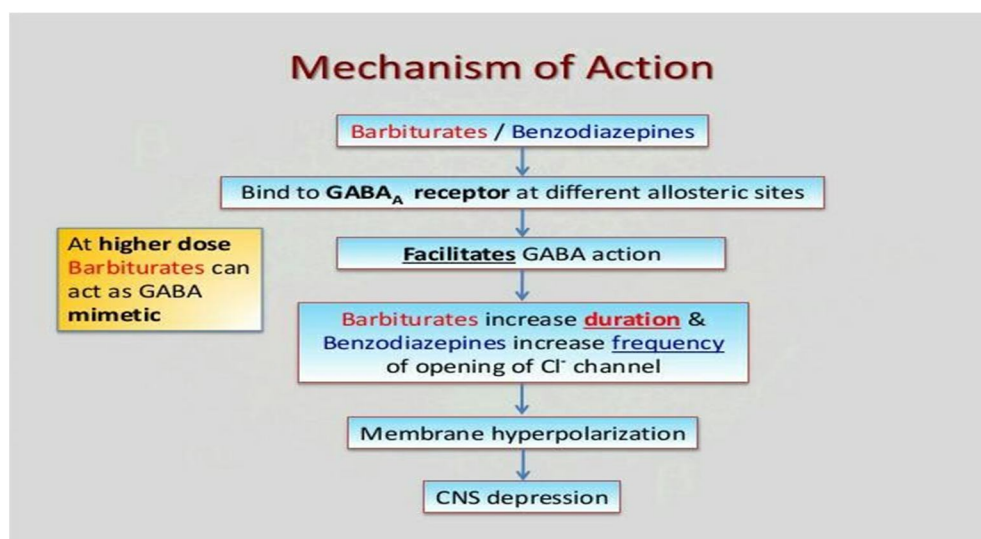 Mechanism of Action
Barbiturates / Benzodiazepines
Bind to GABA_A receptor at different allosteric sites
At higher dose
Barbiturates can
act as GABA
mimetic
Facilitates GABA action
Barbiturates increase duration &
Benzodiazepines increase frequency
of opening of Cl⁻ channel
Membrane hyperpolarization
CNS depression